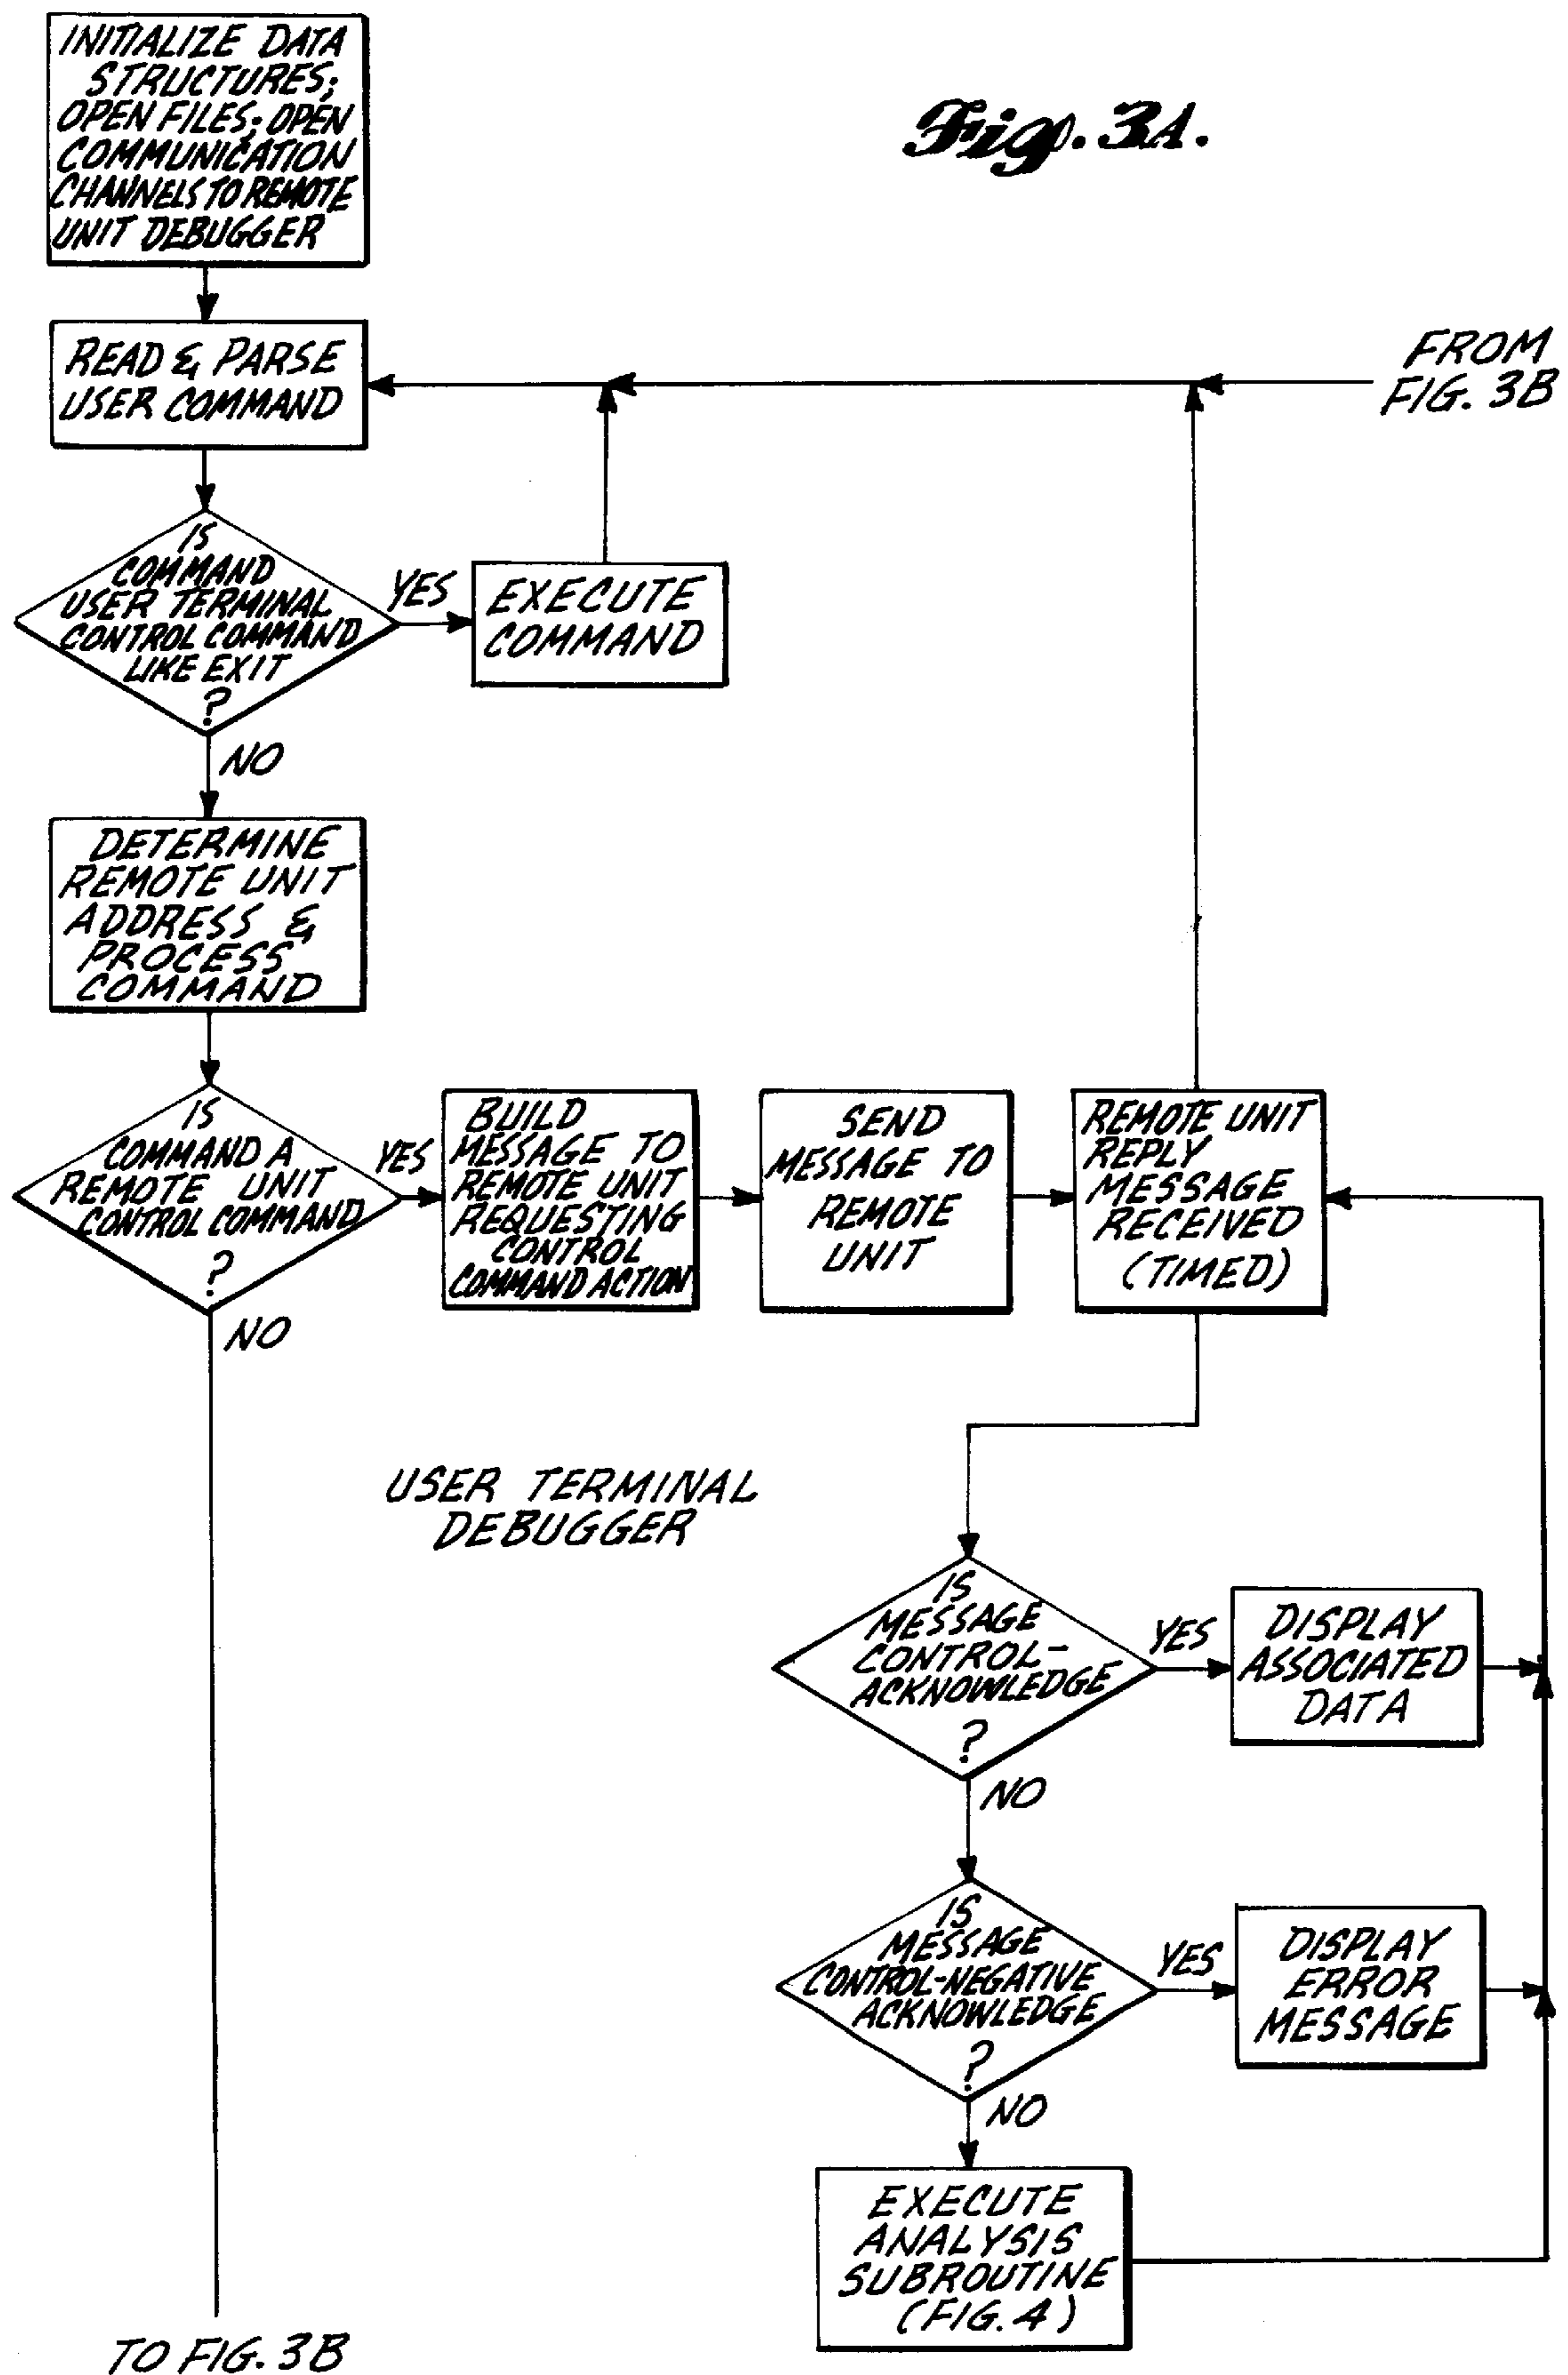 INITIALIZE DATA
STRUCTURES;
OPEN FILES; OPEN
COMMUNICATION
CHANNELS TO REMOTE
UNIT DEBUGGER
Fig. 3A.
READ & PARSE
USER COMMAND
FROM
FIG. 3B
IS
COMMAND
USER TERMINAL
CONTROL COMMAND
LIKE EXIT
?
YES
EXECUTE
COMMAND
NO
DETERMINE
REMOTE UNIT
ADDRESS &
PROCESS
COMMAND
IS
COMMAND A
REMOTE UNIT
CONTROL COMMAND
?
YES
BUILD
MESSAGE TO
REMOTE UNIT
REQUESTING
CONTROL
COMMAND ACTION
SEND
MESSAGE TO
REMOTE
UNIT
REMOTE UNIT
REPLY
MESSAGE
RECEIVED
(TIMED)
NO
USER TERMINAL
DEBUGGER
IS
MESSAGE
CONTROL-
ACKNOWLEDGE
?
YES
DISPLAY
ASSOCIATED
DATA
NO
IS
MESSAGE
CONTROL-NEGATIVE
ACKNOWLEDGE
?
YES
DISPLAY
ERROR
MESSAGE
NO
EXECUTE
ANALYSIS
SUBROUTINE
(FIG. 4)
TO FIG. 3B